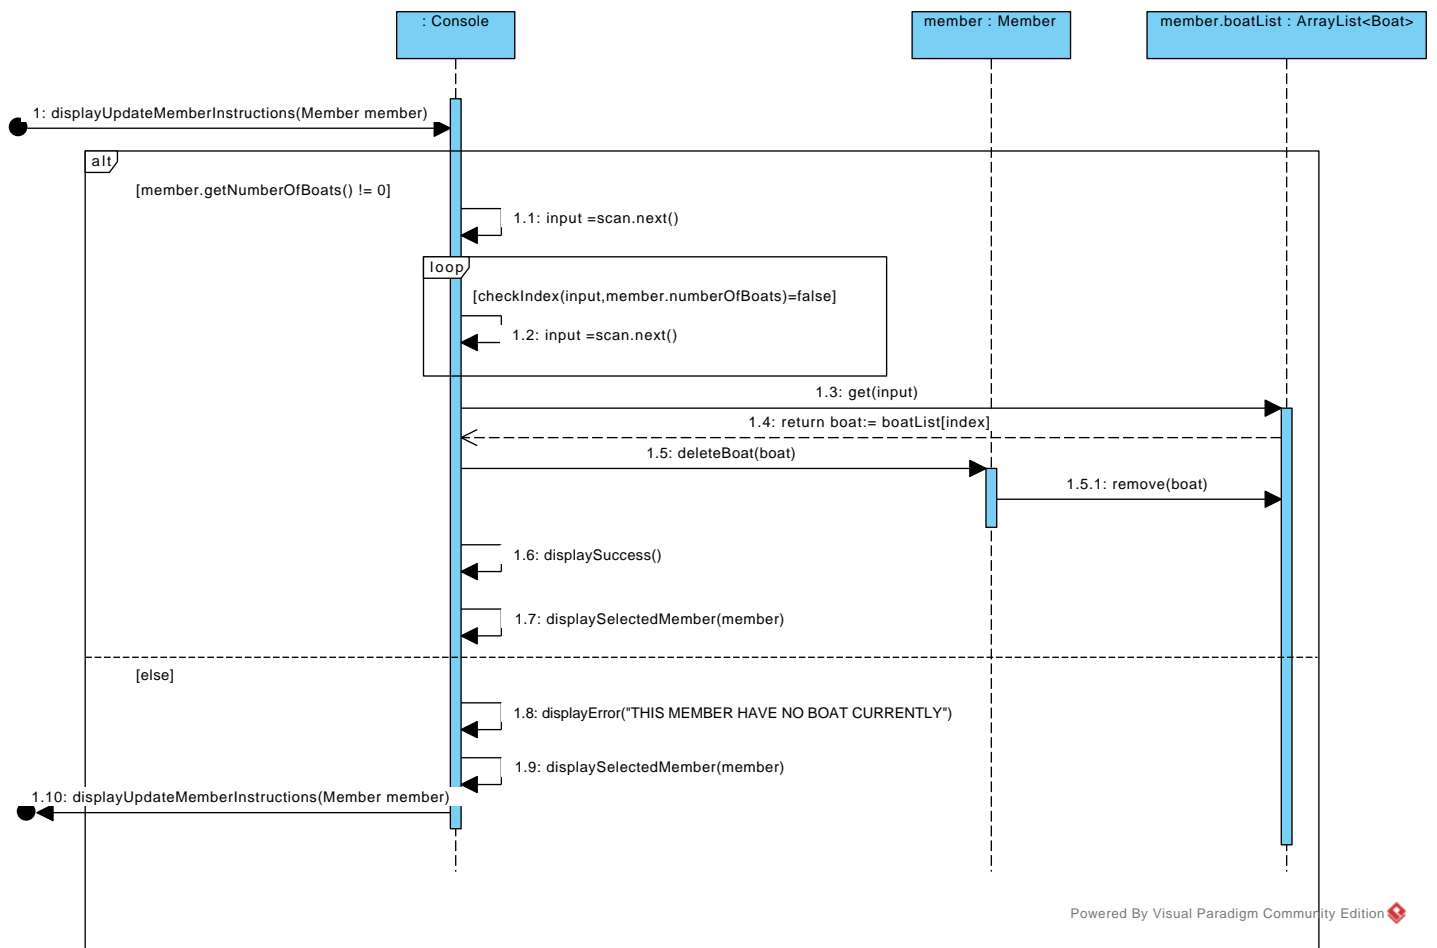 : Console
member : Member
member.boatList : ArrayList<Boat>
1: displayUpdateMemberInstructions(Member member)
alt
[member.getNumberOfBoats() != 0]
1.1: input =scan.next()
loop
[checkIndex(input,member.numberOfBoats)=false]
1.2: input =scan.next()
1.3: get(input)
1.4: return boat:= boatList[index]
1.5: deleteBoat(boat)
1.5.1: remove(boat)
1.6: displaySuccess()
1.7: displaySelectedMember(member)
[else]
1.8: displayError("THIS MEMBER HAVE NO BOAT CURRENTLY")
1.9: displaySelectedMember(member)
1.10: displayUpdateMemberInstructions(Member member)
Powered By Visual Paradigm Community Edition